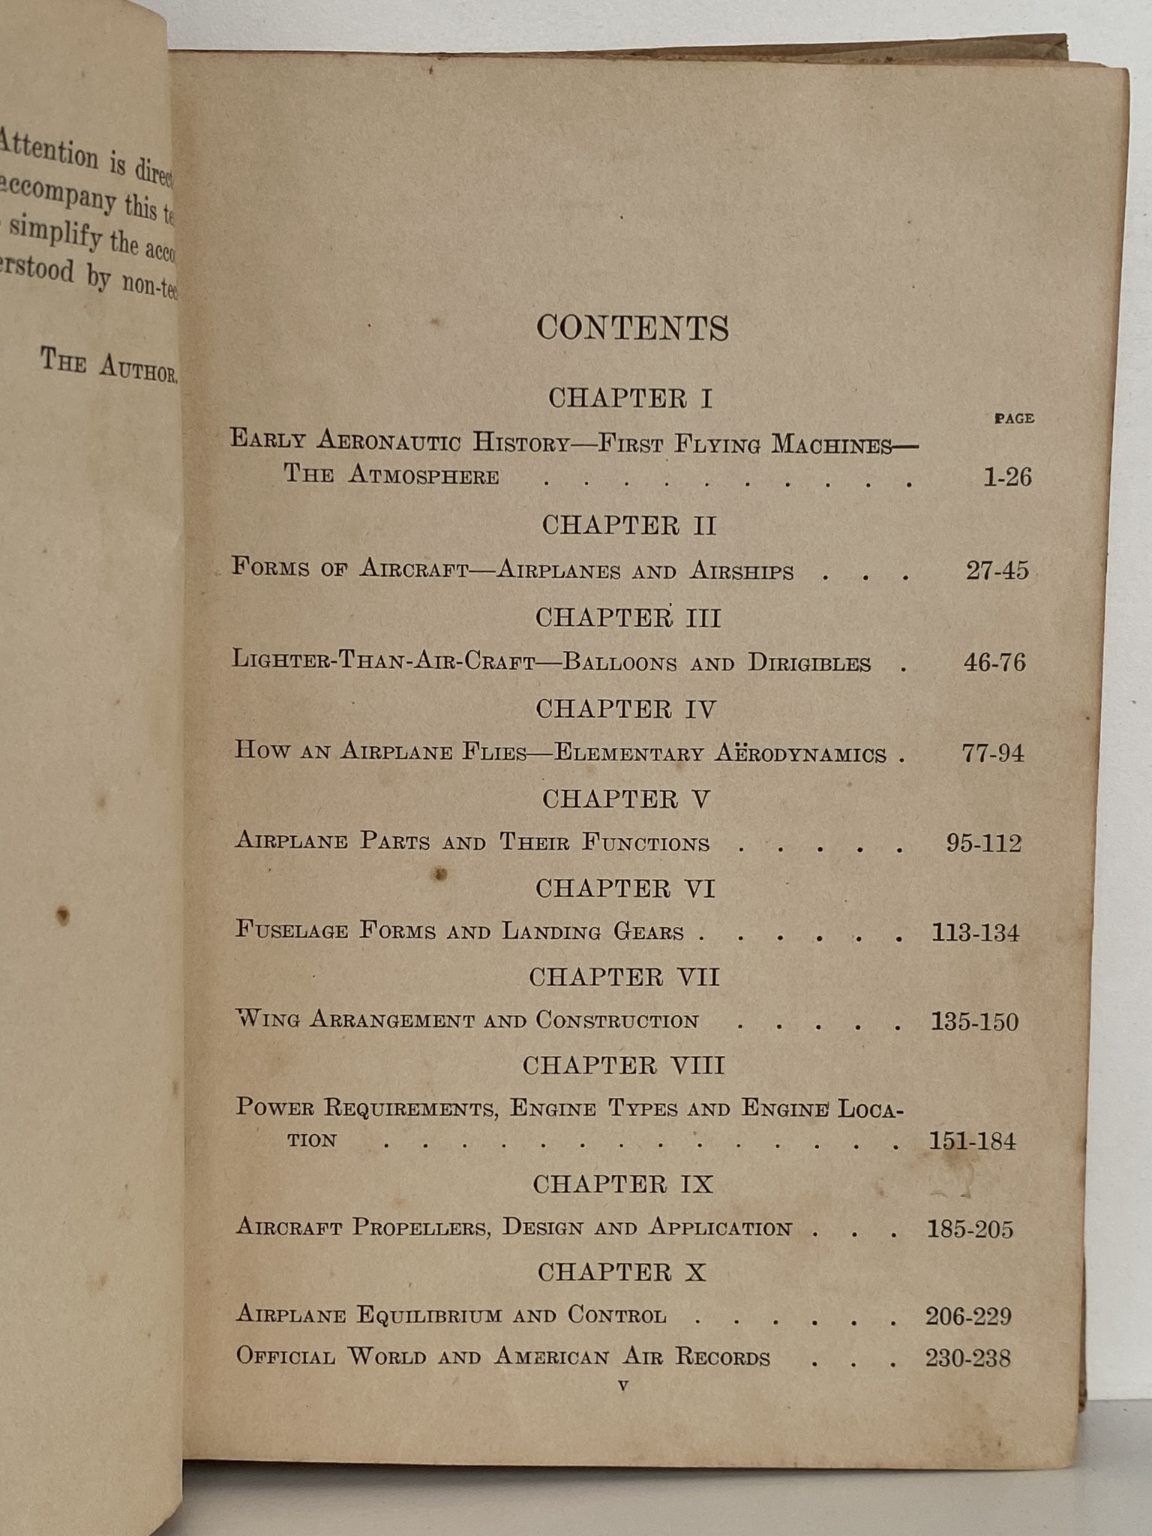 Attention is
accompany this
simplify the
by
THE AUTHOR.
CONTENTS
CHAPTER I
PAGE
EARLY AERONAUTIC HISTORY—FIRST FLYING MACHINES—
THE ATMOSPHERE . . . . . . . . . . 1-26
CHAPTER II
FORMS OF AIRCRAFT—AIRPLANES AND AIRSHIPS . . . 27-45
CHAPTER III
LIGHTER-THAN-AIR-CRAFT—BALLOONS AND DIRIGIBLES . 46-76
CHAPTER IV
HOW AN AIRPLANE FLIES—ELEMENTARY AËRODYNAMICS . 77-94
CHAPTER V
AIRPLANE PARTS AND THEIR FUNCTIONS . . . . . 95-112
CHAPTER VI
FUSELAGE FORMS AND LANDING GEARS . . . . . . 113-134
CHAPTER VII
WING ARRANGEMENT AND CONSTRUCTION . . . . . 135-150
CHAPTER VIII
POWER REQUIREMENTS, ENGINE TYPES AND ENGINE LOCA-
TION . . . . . . . . . . . . . . 151-184
CHAPTER IX
AIRCRAFT PROPELLERS, DESIGN AND APPLICATION . . . 185-205
CHAPTER X
AIRPLANE EQUILIBRIUM AND CONTROL . . . . . . 206-229
OFFICIAL WORLD AND AMERICAN AIR RECORDS . . . 230-238
v